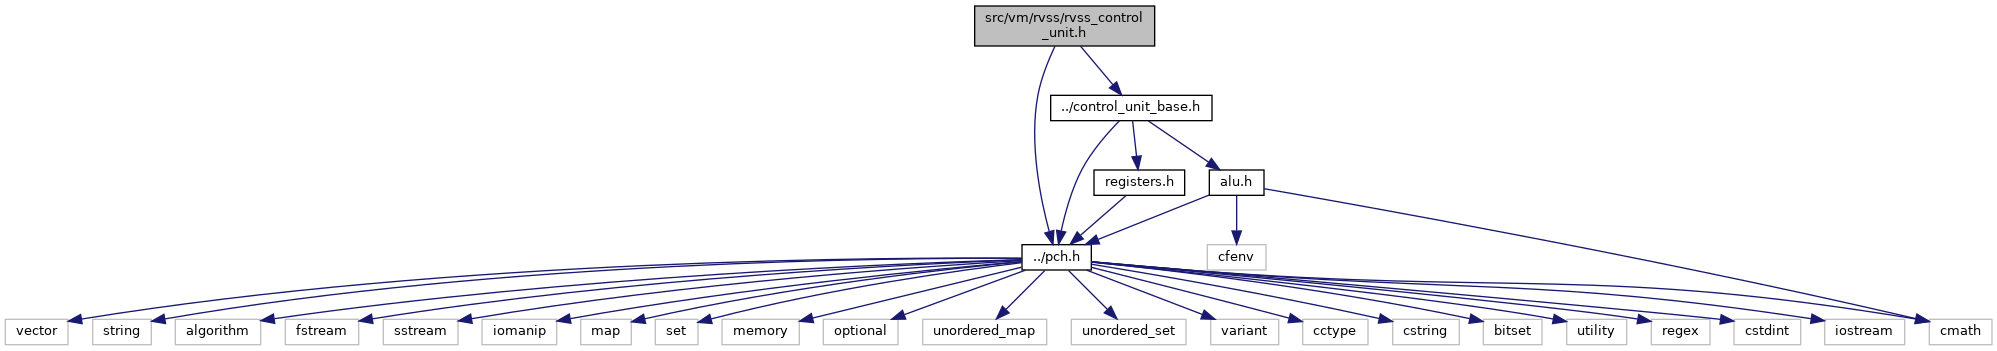 src/vm/rvss/rvss_control
_unit.h
../control_unit_base.h
registers.h
alu.h
../pch.h
cfenv
vector
string
algorithm
fstream
sstream
iomanip
map
set
memory
optional
unordered_map
unordered_set
variant
cctype
cstring
bitset
utility
regex
cstdint
iostream
cmath